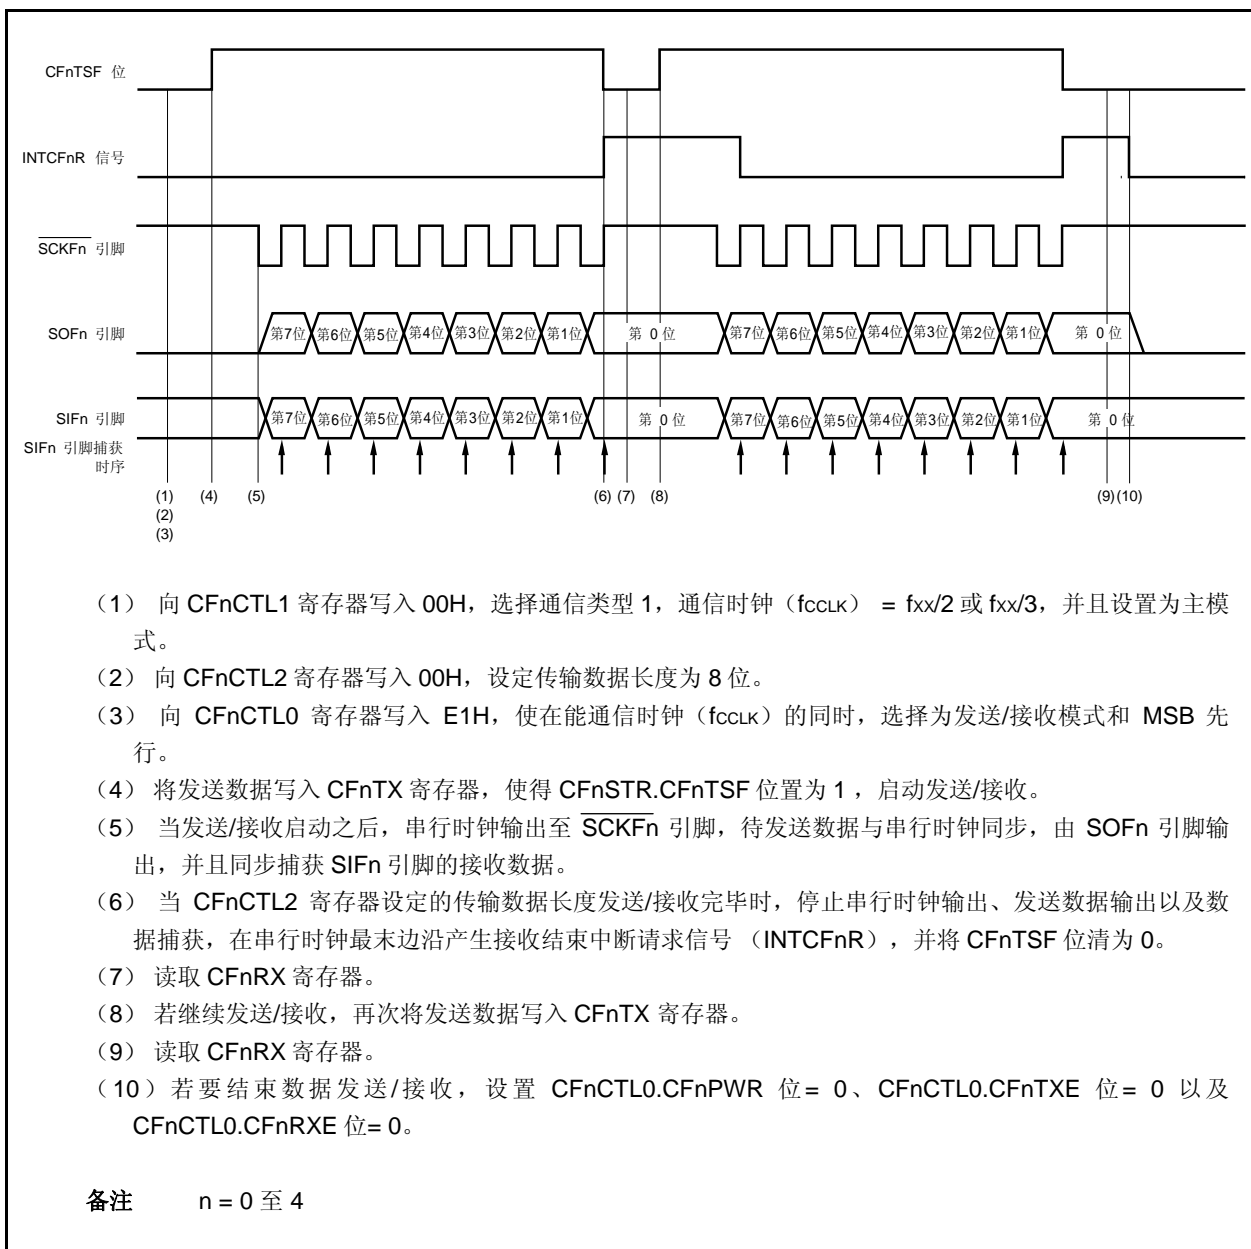 CFnTSF 位
INTCFnR 信号
SCKFn 引脚
SOFn 引脚
第7位 第6位 第5位 第4位 第3位 第2位 第1位 第 0 位 第7位 第6位 第5位 第4位 第3位 第2位 第1位 第 0 位
SIFn 引脚
第7位 第6位 第5位 第4位 第3位 第2位 第1位 第 0 位 第7位 第6位 第5位 第4位 第3位 第2位 第1位 第 0 位
SIFn 引脚捕获
时序
(1) (4) (5) (6) (7) (8) (9) (10)
(2)
(3)
（1） 向 CFnCTL1 寄存器写入 00H，选择通信类型 1，通信时钟（fCCLK） = fXX/2 或 fXX/3，并且设置为主模
式。
（2） 向 CFnCTL2 寄存器写入 00H，设定传输数据长度为 8 位。
（3） 向 CFnCTL0 寄存器写入 E1H，使在能通信时钟（fCCLK）的同时，选择为发送/接收模式和 MSB 先
行。
（4） 将发送数据写入 CFnTX 寄存器，使得 CFnSTR.CFnTSF 位置为 1 ，启动发送/接收。
（5） 当发送/接收启动之后，串行时钟输出至 SCKFn 引脚，待发送数据与串行时钟同步，由 SOFn 引脚输
出，并且同步捕获 SIFn 引脚的接收数据。
（6） 当 CFnCTL2 寄存器设定的传输数据长度发送/接收完毕时，停止串行时钟输出、发送数据输出以及数
据捕获，在串行时钟最末边沿产生接收结束中断请求信号 （INTCFnR），并将 CFnTSF 位清为 0。
（7） 读取 CFnRX 寄存器。
（8） 若继续发送/接收，再次将发送数据写入 CFnTX 寄存器。
（9） 读取 CFnRX 寄存器。
（10）若要结束数据发送/接收，设置 CFnCTL0.CFnPWR 位= 0、CFnCTL0.CFnTXE 位= 0 以及
CFnCTL0.CFnRXE 位= 0。
备注 n = 0 至 4